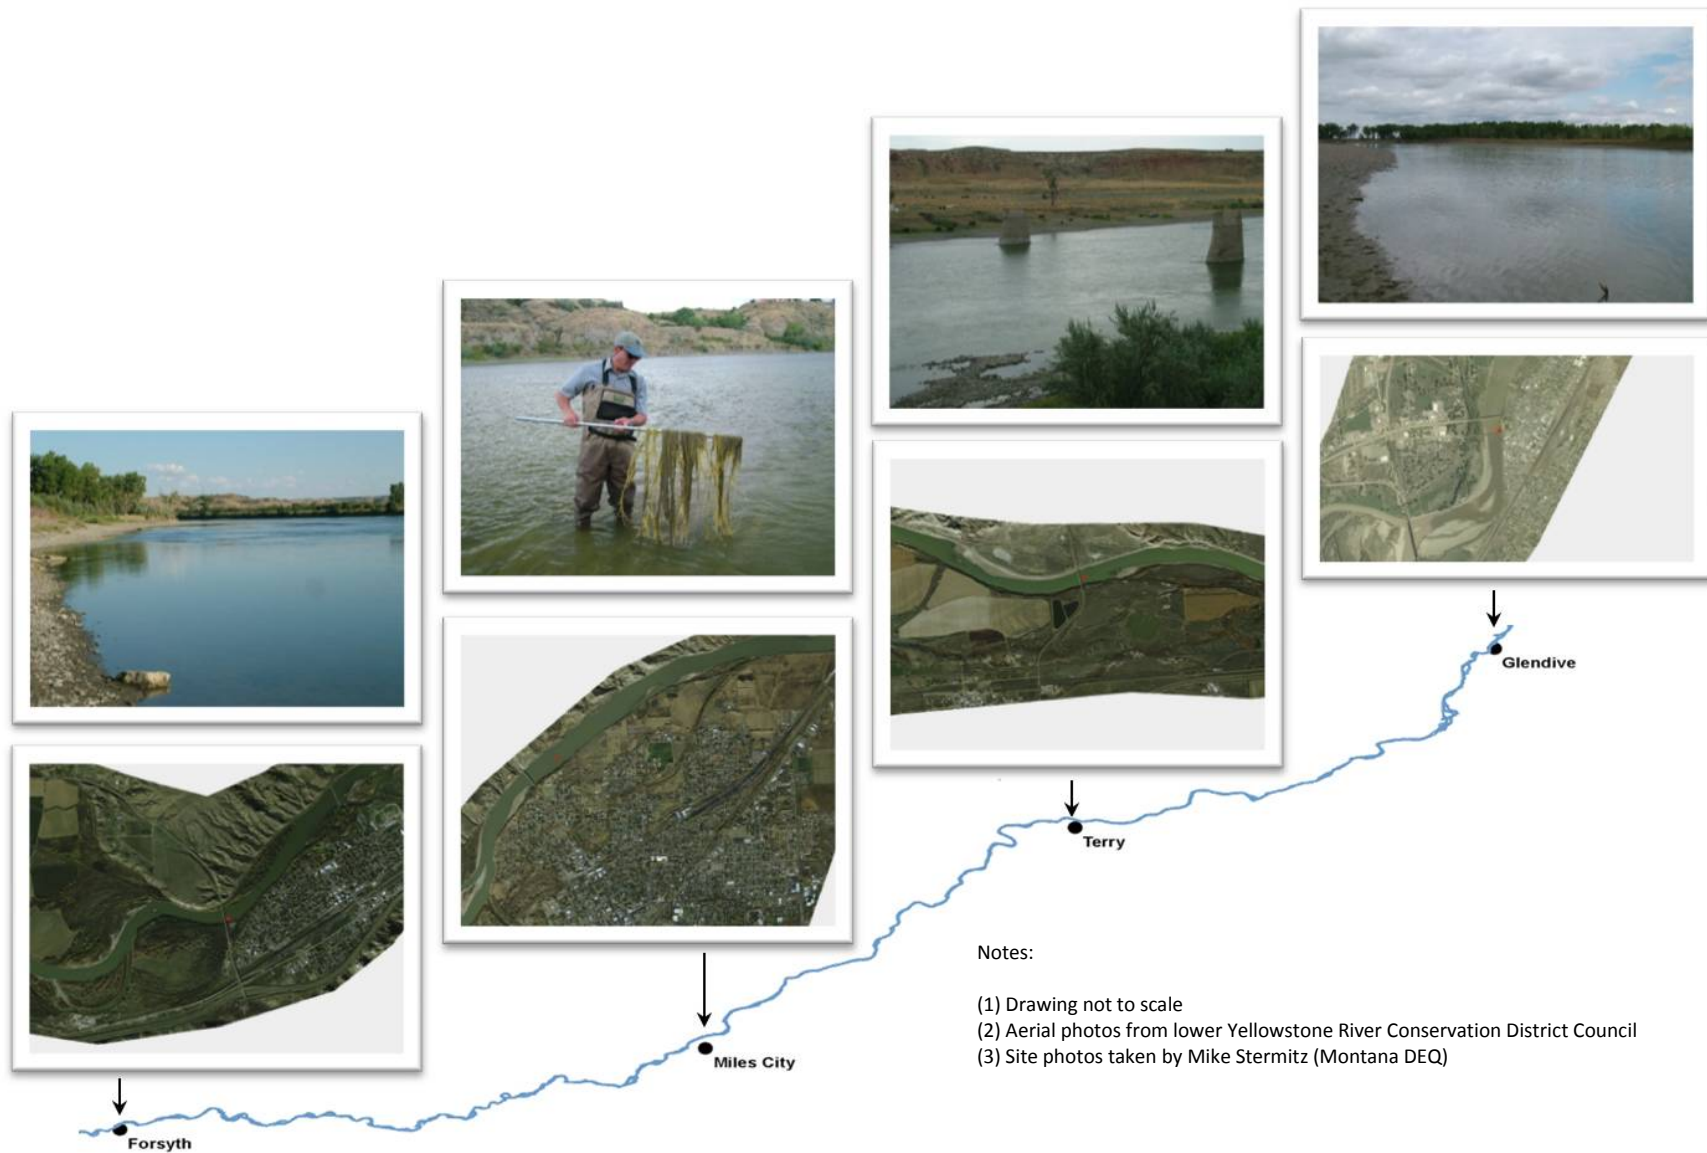 Glendive
Terry
Notes:
(1) Drawing not to scale
(2) Aerial photos from lower Yellowstone River Conservation District Council
(3) Site photos taken by Mike Stermitz (Montana DEQ)
Miles City
Forsyth